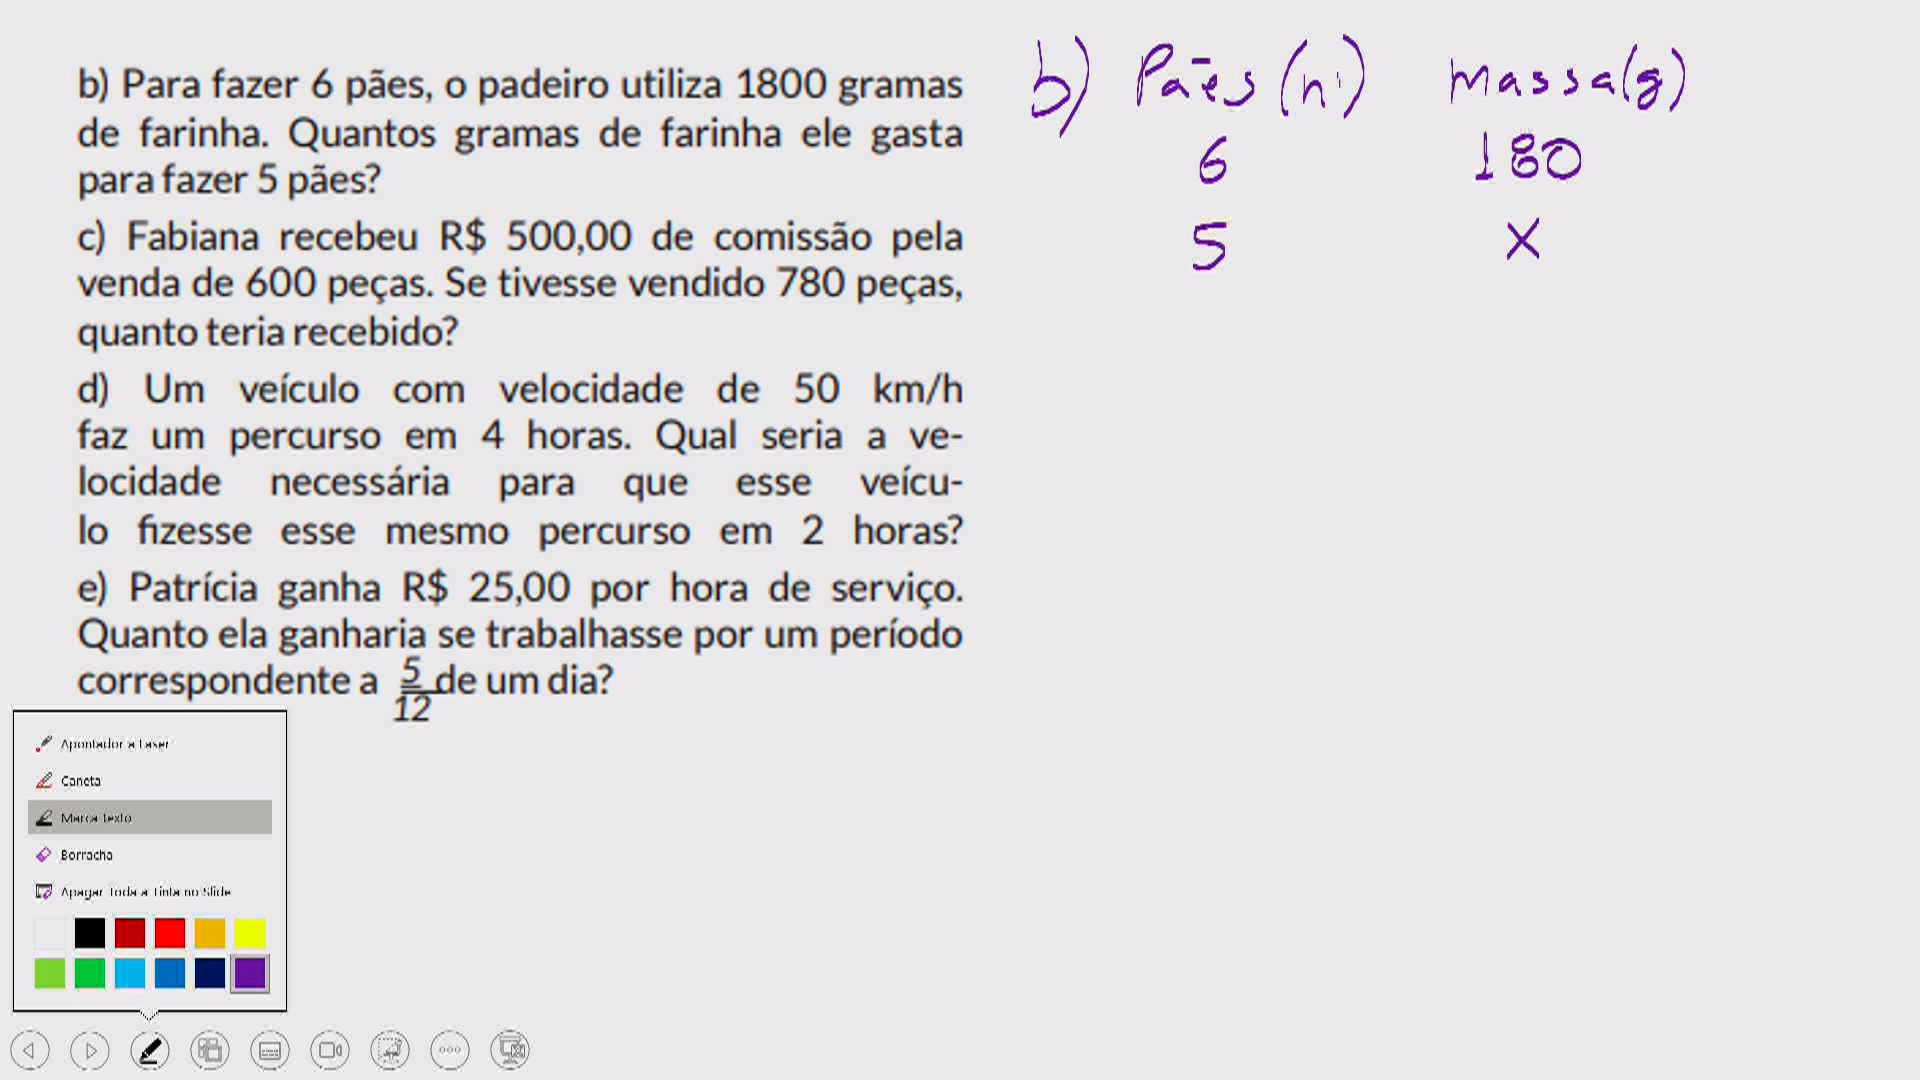 b) Para fazer 6 pães, o padeiro utiliza 1800 gramas
de farinha. Quantos gramas de farinha ele gasta
para fazer 5 pães?
c) Fabiana recebeu R$ 500,00 de comissão pela
venda de 600 peças. Se tivesse vendido 780 peças,
quanto teria recebido?
d) Um veículo com velocidade de 50 km/h
faz um percurso em 4 horas. Qual seria a ve-
locidade necessária para que esse veícu-
lo fizesse esse mesmo percurso em 2 horas?
e) Patrícia ganha R$ 25,00 por hora de serviço.
Quanto ela ganharia se trabalhasse por um período
correspondente a 5/12 de um dia?
b) Pães (n) Massa(g)
6 180
5 X
Apontador a Laser
Caneta
Marca-texto
Borracha
Apagar Toda a Tinta no Slide